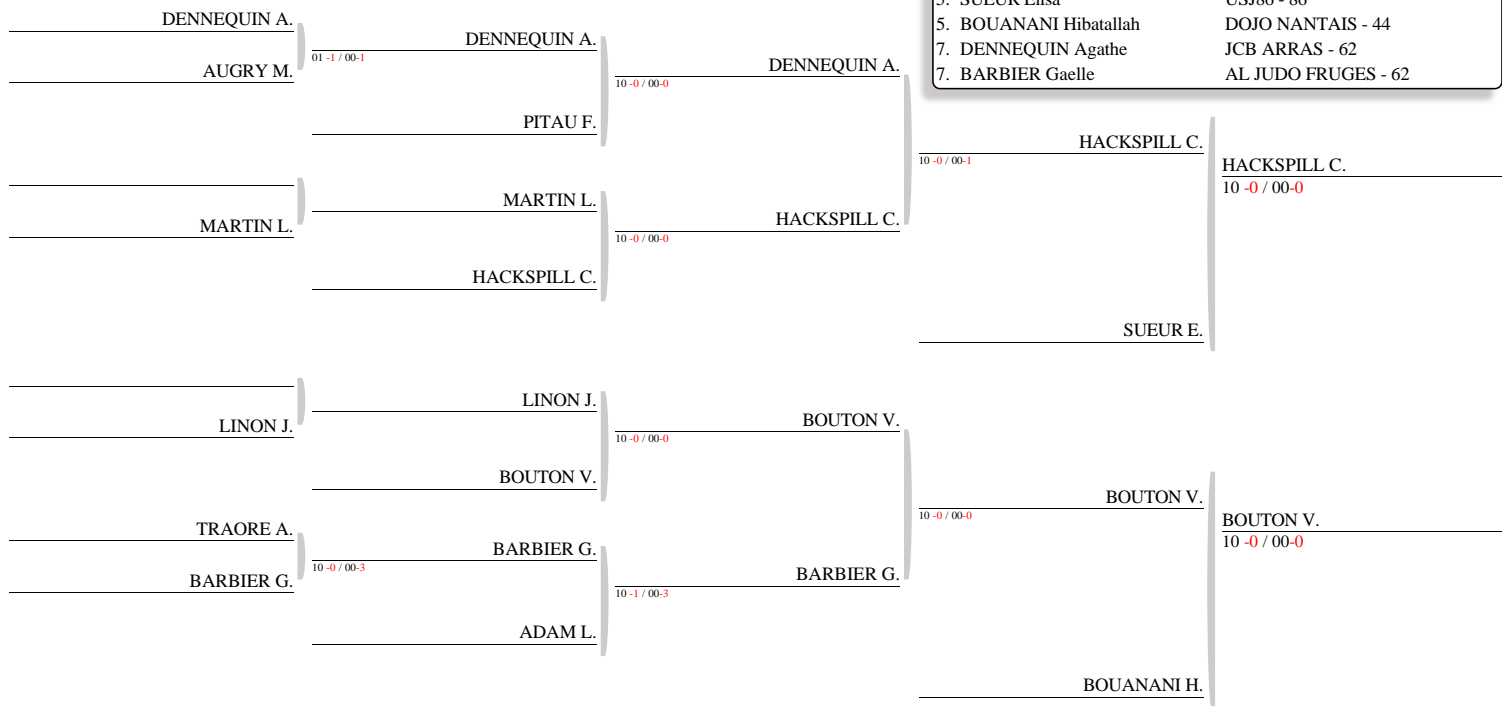 5. SUEUR Elisa USJ86 - 86
5. BOUANANI Hibatallah DOJO NANTAIS - 44
7. DENNEQUIN Agathe JCB ARRAS - 62
7. BARBIER Gaelle AL JUDO FRUGES - 62
DENNEQUIN A.
AUGRY M.
MARTIN L.
LINON J.
TRAORE A.
BARBIER G.
DENNEQUIN A.
01 -1 / 00-1
PITAU F.
MARTIN L.
HACKSPILL C.
LINON J.
BOUTON V.
BARBIER G.
10 -0 / 00-3
ADAM L.
DENNEQUIN A.
10 -0 / 00-0
HACKSPILL C.
10 -0 / 00-0
BOUTON V.
10 -0 / 00-0
BARBIER G.
10 -1 / 00-3
HACKSPILL C.
10 -0 / 00-1
SUEUR E.
BOUTON V.
10 -0 / 00-0
BOUANANI H.
HACKSPILL C.
10 -0 / 00-0
BOUTON V.
10 -0 / 00-0